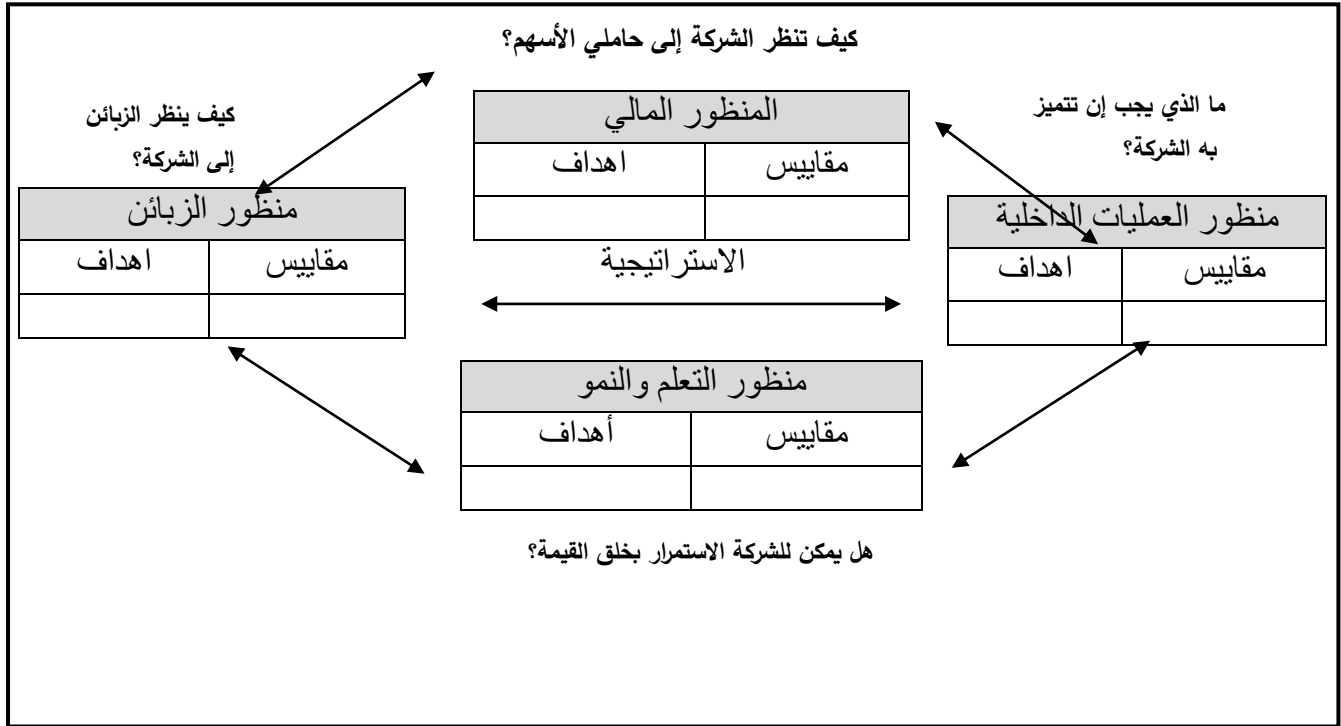 كيف تنظر الشركة إلى حاملي الأسهم؟
ما الذي يجب إن تتميز
به الشركة؟
كيف ينظر الزبائن
إلى الشركة؟
المنظور المالي
مقاييس اهداف
منظور العمليات الداخلية
مقاييس اهداف
منظور الزبائن
مقاييس اهداف
الاستراتيجية
منظور التعلم والنمو
مقاييس أهداف
هل يمكن للشركة الاستمرار بخلق القيمة؟